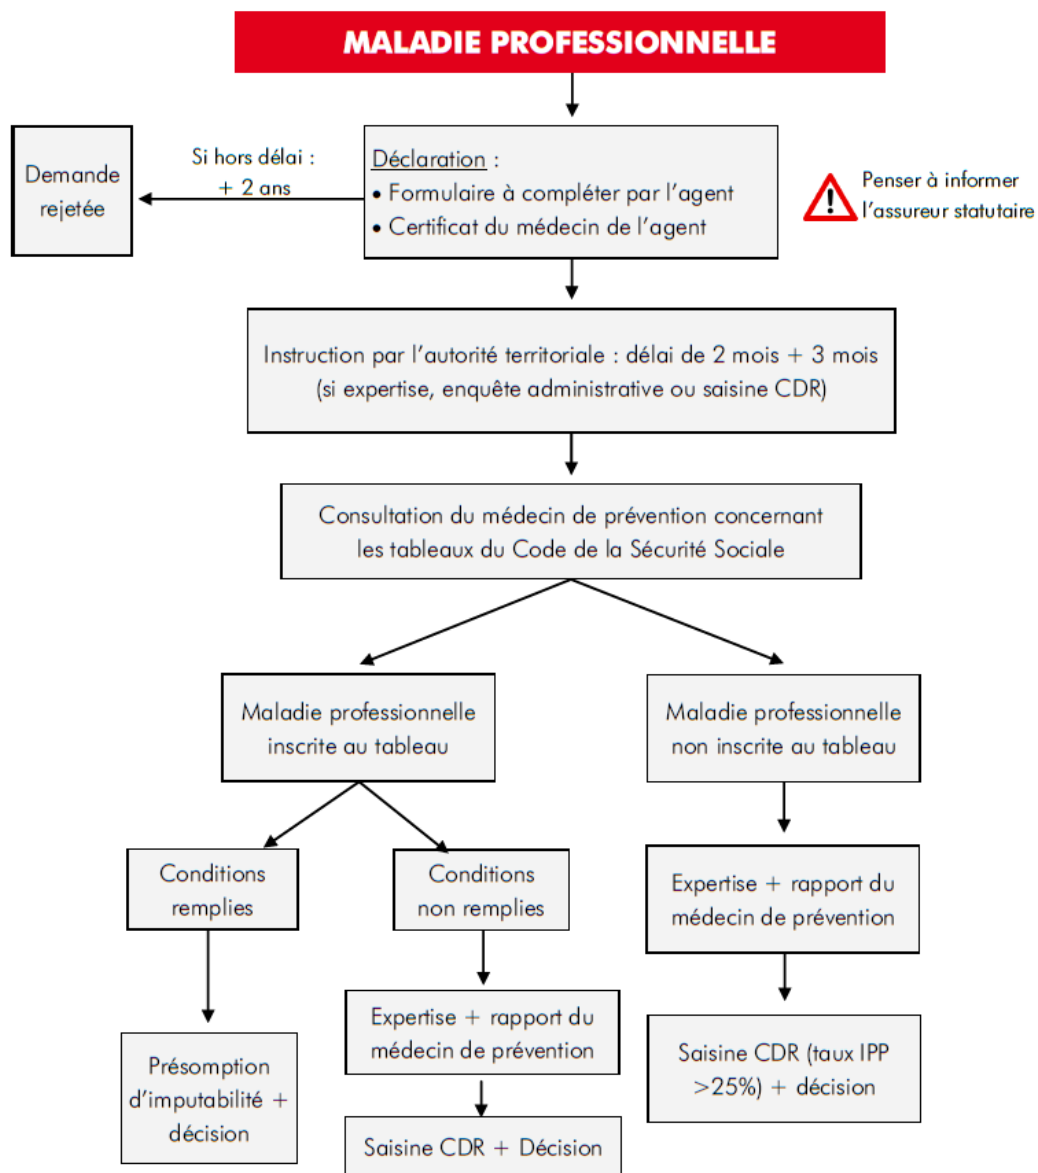 MALADIE PROFESSIONNELLE
Demande
rejetée
Si hors délai :
+ 2 ans
Déclaration :
• Formulaire à compléter par l'agent
• Certificat du médecin de l'agent
Penser à informer
l'assureur statutaire
Instruction par l'autorité territoriale : délai de 2 mois + 3 mois
(si expertise, enquête administrative ou saisine CDR)
Consultation du médecin de prévention concernant
les tableaux du Code de la Sécurité Sociale
Maladie professionnelle
inscrite au tableau
Maladie professionnelle
non inscrite au tableau
Conditions
remplies
Conditions
non remplies
Expertise + rapport du
médecin de prévention
Présomption
d'imputabilité +
décision
Expertise + rapport du
médecin de prévention
Saisine CDR (taux IPP
>25%) + décision
Saisine CDR + Décision